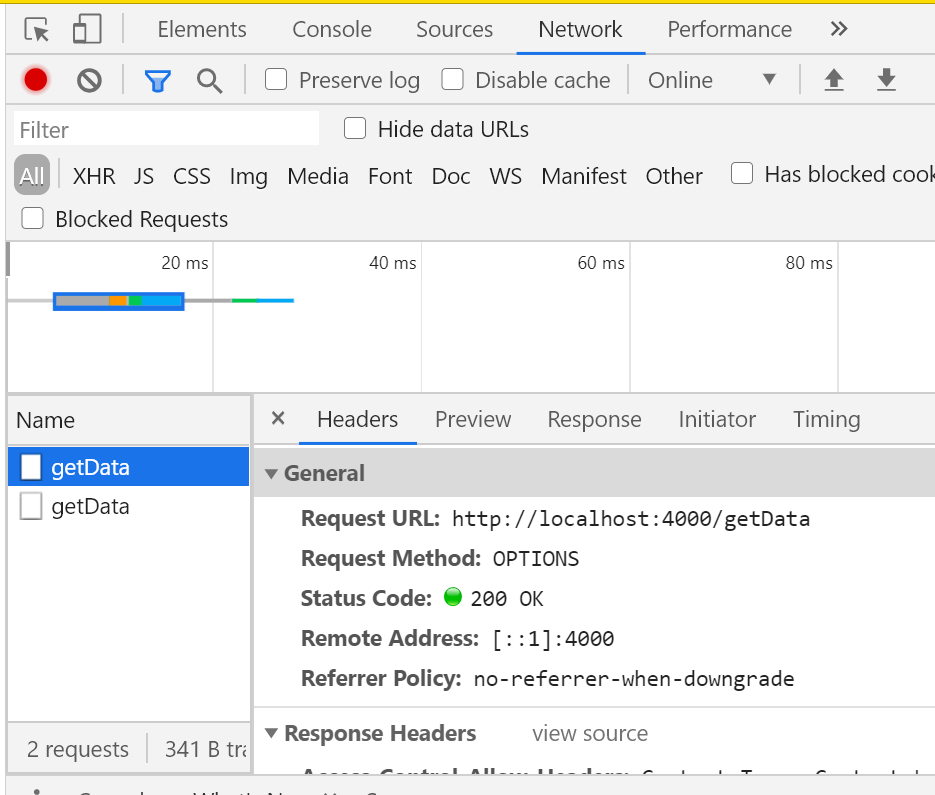 Elements Console Sources Network Performance »
Preserve log Disable cache Online
Filter Hide data URLs
All XHR JS CSS Img Media Font Doc WS Manifest Other Has blocked cook
Blocked Requests
20 ms 40 ms 60 ms 80 ms
Name
getData
getData
2 requests 341 B tra
× Headers Preview Response Initiator Timing
General
Request URL: http://localhost:4000/getData
Request Method: OPTIONS
Status Code: 200 OK
Remote Address: [::1]:4000
Referrer Policy: no-referrer-when-downgrade
Response Headers view source